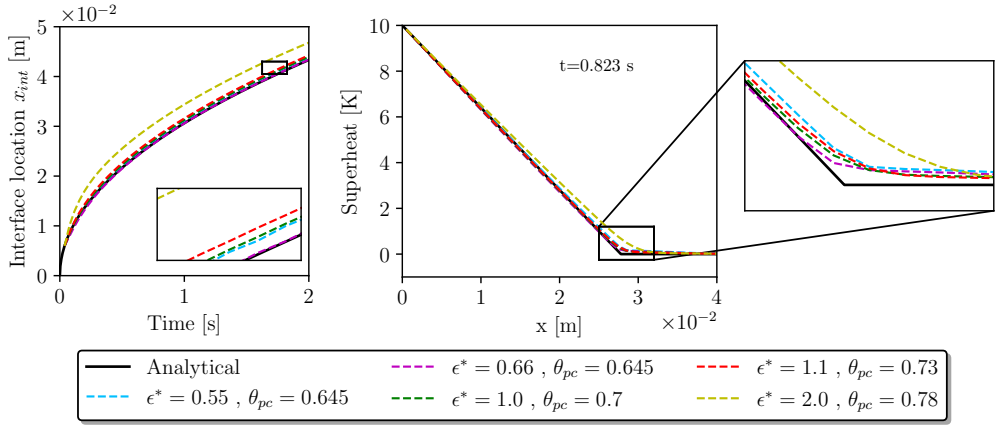 ×10⁻²
5
4
3
2
1
0
Interface location x_int [m]
0
1
2
Time [s]
10
8
6
4
2
0
Superheat [K]
t=0.823 s
0
1
2
3
4
×10⁻²
x [m]
Analytical
ϵ* = 0.55 , θ_pc = 0.645
ϵ* = 0.66 , θ_pc = 0.645
ϵ* = 1.0 , θ_pc = 0.7
ϵ* = 1.1 , θ_pc = 0.73
ϵ* = 2.0 , θ_pc = 0.78